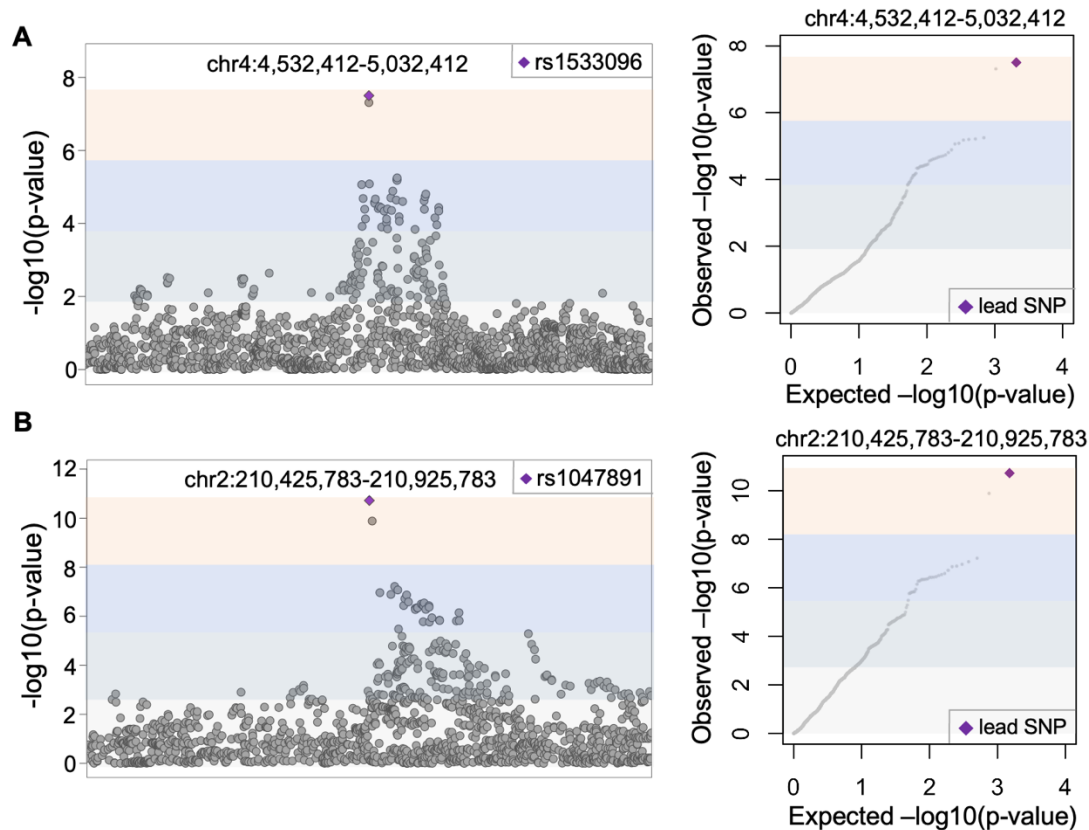 A
chr4:4,532,412-5,032,412
rs1533096
-log10(p-value)
8
6
4
2
0
chr4:4,532,412-5,032,412
Observed –log10(p-value)
8
6
4
2
0
lead SNP
0 1 2 3 4
Expected –log10(p-value)
B
chr2:210,425,783-210,925,783
rs1047891
-log10(p-value)
12
10
8
6
4
2
0
chr2:210,425,783-210,925,783
Observed –log10(p-value)
10
8
6
4
2
0
lead SNP
0 1 2 3 4
Expected –log10(p-value)